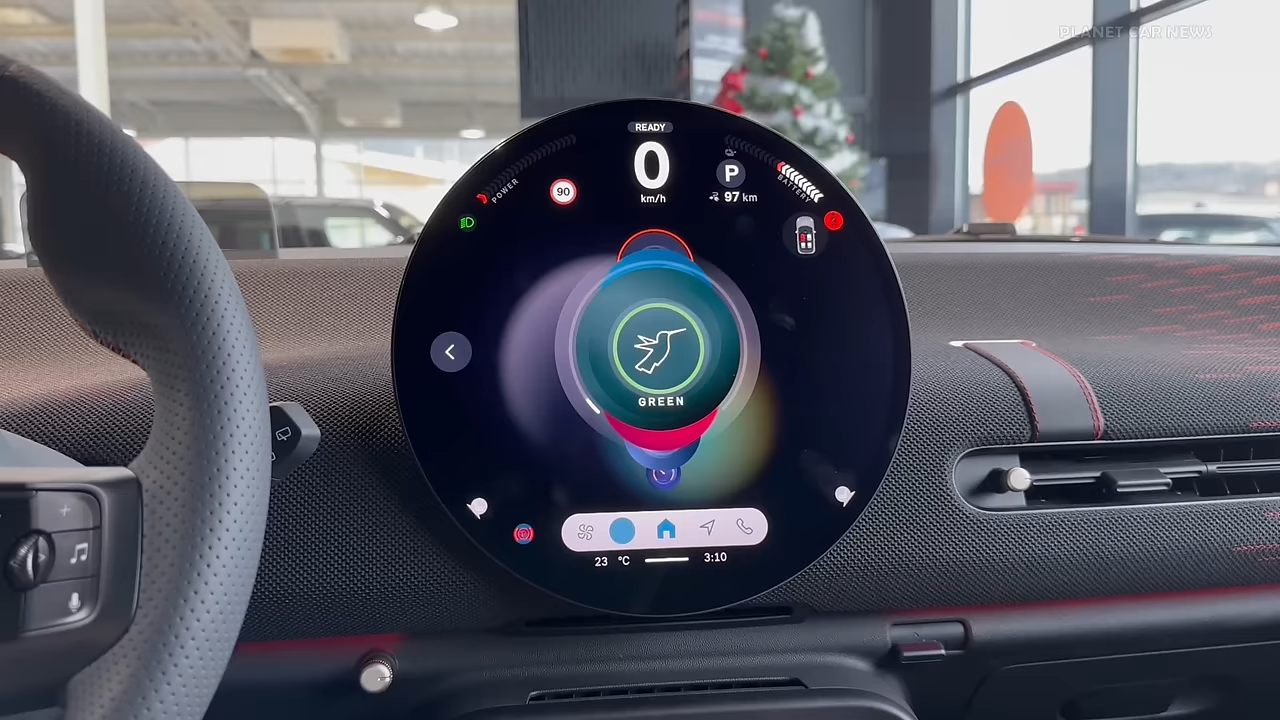 PLANET CAR NEWS
READY
0
km/h
POWER
90
P
97 km
BATTERY
GREEN
23 °C
3:10